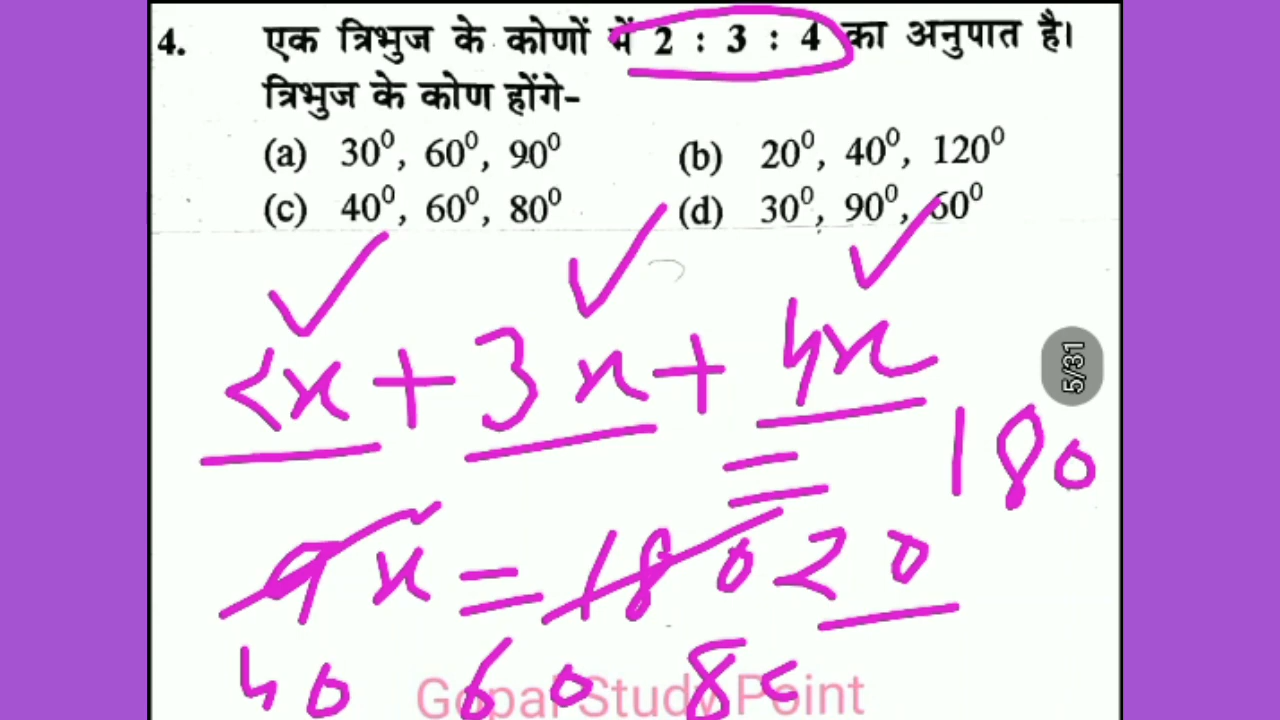 4. एक त्रिभुज के कोणों में 2 : 3 : 4 का अनुपात है।
त्रिभुज के कोण होंगे-
(a) 30⁰, 60⁰, 90⁰ (b) 20⁰, 40⁰, 120⁰
(c) 40⁰, 60⁰, 80⁰ (d) 30⁰, 90⁰, 60⁰
2x + 3x + 4x = 180
5/31
9x = 180 20
40 60 80
Gopal Study Point